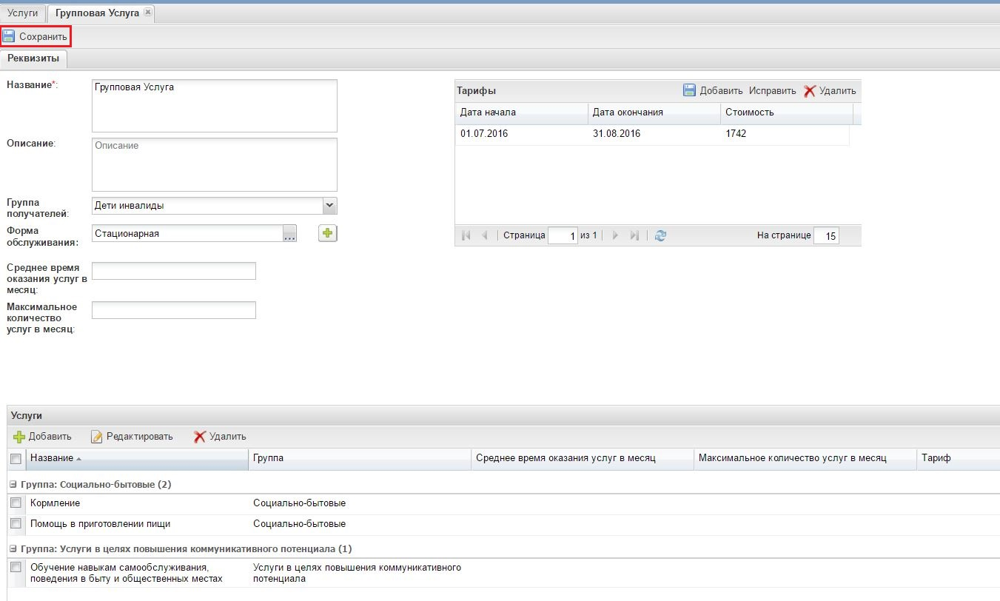 Услуги
Групповая Услуга
Сохранить
Реквизиты
Название*:
Групповая Услуга
Описание:
Описание
Группа
получателей:
Дети инвалиды
Форма
обслуживания:
Стационарная
...
Среднее время
оказания услуг в
месяц:
Максимальное
количество
услуг в месяц:
Тарифы
Добавить Исправить Удалить
Дата начала Дата окончания Стоимость
01.07.2016 31.08.2016 1742
Страница 1 из 1 На странице 15
Услуги
Добавить Редактировать Удалить
Название Группа Среднее время оказания услуг в месяц Максимальное количество услуг в месяц Тариф
Группа: Социально-бытовые (2)
Кормление Социально-бытовые
Помощь в приготовлении пищи Социально-бытовые
Группа: Услуги в целях повышения коммуникативного потенциала (1)
Обучение навыкам самообслуживания, Услуги в целях повышения коммуникативного
поведения в быту и общественных местах потенциала